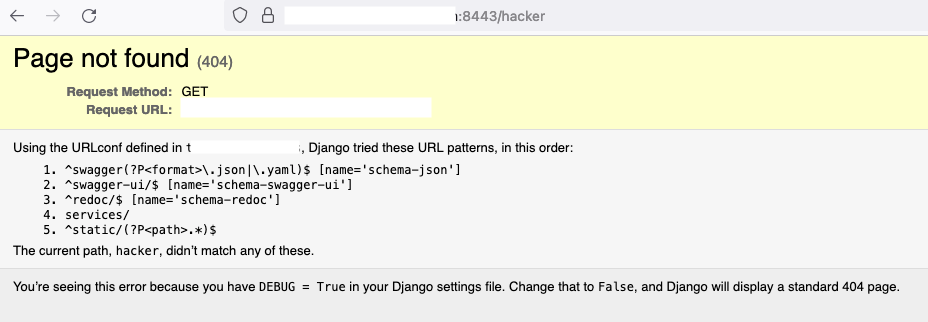 :8443/hacker
Page not found (404)
Request Method: GET
Request URL:
Using the URLconf defined in t , Django tried these URL patterns, in this order:
1. ^swagger(?P<format>\.json|\.yaml)$ [name='schema-json']
2. ^swagger-ui/$ [name='schema-swagger-ui']
3. ^redoc/$ [name='schema-redoc']
4. services/
5. ^static/(?P<path>.*)$
The current path, hacker, didn’t match any of these.
You’re seeing this error because you have DEBUG = True in your Django settings file. Change that to False, and Django will display a standard 404 page.